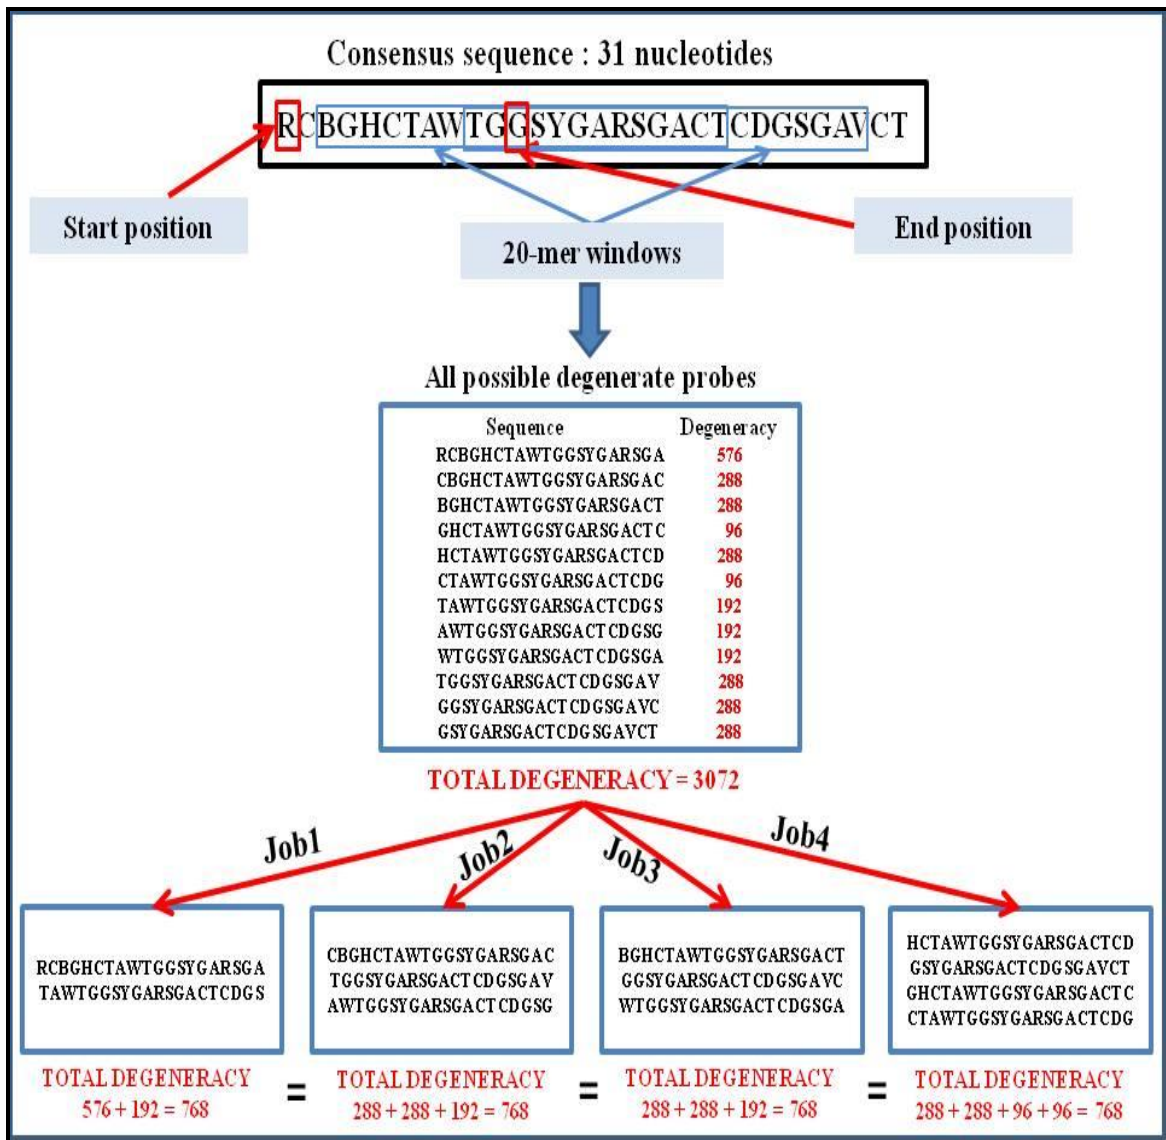 Consensus sequence : 31 nucleotides
RCBGHCTAWTGGSYGARSGACTCDGSGAVCT
Start position
End position
20-mer windows
All possible degenerate probes
Sequence Degeneracy
RCBGHCTAWTGGSYGARSGA 576
CBGHCTAWTGGSYGARSGAC 288
BGHCTAWTGGSYGARSGACT 288
GHCTAWTGGSYGARSGACTC 96
HCTAWTGGSYGARSGACTCD 288
CTAWTGGSYGARSGACTCDG 96
TAWTGGSYGARSGACTCDGS 192
AWTGGSYGARSGACTCDGSG 192
WTGGSYGARSGACTCDGSGA 192
TGGSYGARSGACTCDGSGAV 288
GGSYGARSGACTCDGSGAVC 288
GSYGARSGACTCDGSGAVCT 288
TOTAL DEGENERACY = 3072
Job1
Job2
Job3
Job4
RCBGHCTAWTGGSYGARSGA
TAWTGGSYGARSGACTCDGS
CBGHCTAWTGGSYGARSGAC
TGGSYGARSGACTCDGSGAV
AWTGGSYGARSGACTCDGSG
BGHCTAWTGGSYGARSGACT
GGSYGARSGACTCDGSGAVC
WTGGSYGARSGACTCDGSGA
HCTAWTGGSYGARSGACTCD
GSYGARSGACTCDGSGAVCT
GHCTAWTGGSYGARSGACTC
CTAWTGGSYGARSGACTCDG
TOTAL DEGENERACY
576 + 192 = 768
=
TOTAL DEGENERACY
288 + 288 + 192 = 768
=
TOTAL DEGENERACY
288 + 288 + 192 = 768
=
TOTAL DEGENERACY
288 + 288 + 96 + 96 = 768